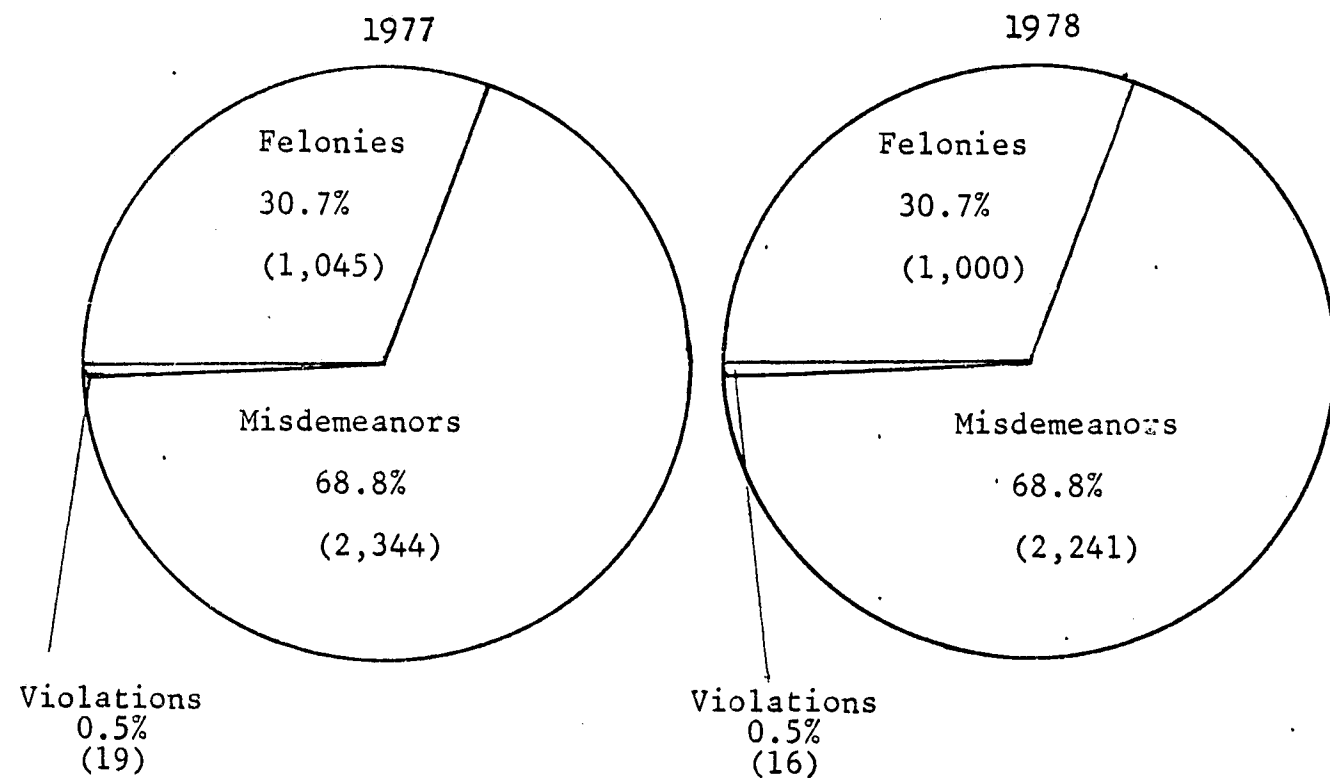 1977
Felonies
30.7%
(1,045)
Misdemeanors
68.8%
(2,344)
Violations
0.5%
(19)
1978
Felonies
30.7%
(1,000)
Misdemeanors
68.8%
(2,241)
Violations
0.5%
(16)